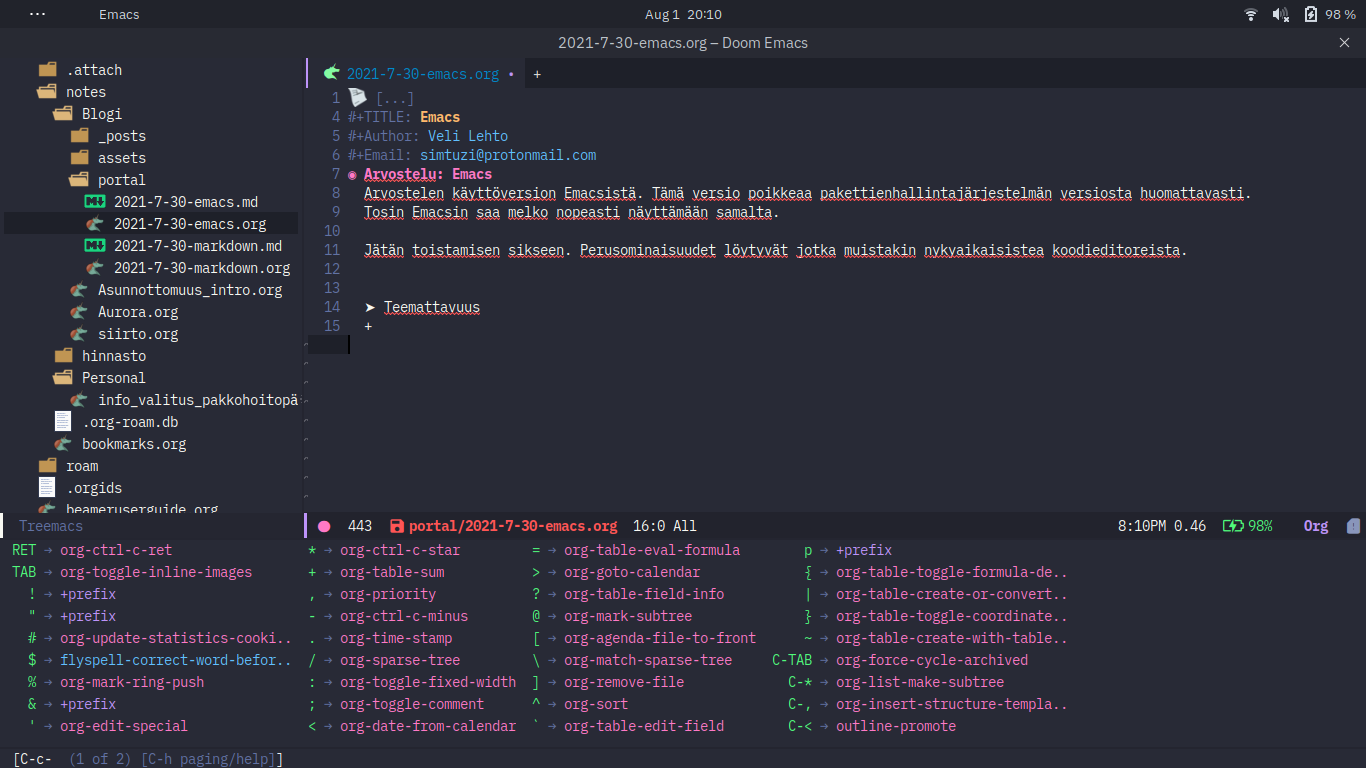 ··· Emacs Aug 1 20:10 98 %
2021-7-30-emacs.org – Doom Emacs
.attach
notes
Blogi
_posts
assets
portal
2021-7-30-emacs.md
2021-7-30-emacs.org
2021-7-30-markdown.md
2021-7-30-markdown.org
Asunnottomuus_intro.org
Aurora.org
siirto.org
hinnasto
Personal
info_valitus_pakkohoitopä
.org-roam.db
bookmarks.org
roam
.orgids
beameruserguide.org
Treemacs
2021-7-30-emacs.org • +
1 [...]
4 #+TITLE: Emacs
5 #+Author: Veli Lehto
6 #+Email: simtuzi@protonmail.com
7 ◉ Arvostelu: Emacs
8 Arvostelen käyttöversion Emacsistä. Tämä versio poikkeaa pakettienhallintajärjestelmän versiosta huomattavasti.
9 Tosin Emacsin saa melko nopeasti näyttämään samalta.
10
11 Jätän toistamisen sikseen. Perusominaisuudet löytyvät jotka muistakin nykyaikaisistea koodieditoreista.
12
13
14 ➤ Teemattavuus
15 +
443 portal/2021-7-30-emacs.org 16:0 All 8:10PM 0.46 98% Org
RET → org-ctrl-c-ret * → org-ctrl-c-star = → org-table-eval-formula p → +prefix
TAB → org-toggle-inline-images + → org-table-sum > → org-goto-calendar { → org-table-toggle-formula-de..
! → +prefix , → org-priority ? → org-table-field-info | → org-table-create-or-convert..
" → +prefix - → org-ctrl-c-minus @ → org-mark-subtree } → org-table-toggle-coordinate..
# → org-update-statistics-cooki.. . → org-time-stamp [ → org-agenda-file-to-front ~ → org-table-create-with-table..
$ → flyspell-correct-word-befor.. / → org-sparse-tree \ → org-match-sparse-tree C-TAB → org-force-cycle-archived
% → org-mark-ring-push : → org-toggle-fixed-width ] → org-remove-file C-* → org-list-make-subtree
& → +prefix ; → org-toggle-comment ^ → org-sort C-, → org-insert-structure-templa..
' → org-edit-special < → org-date-from-calendar ` → org-table-edit-field C-< → outline-promote
[C-c- (1 of 2) [C-h paging/help]]